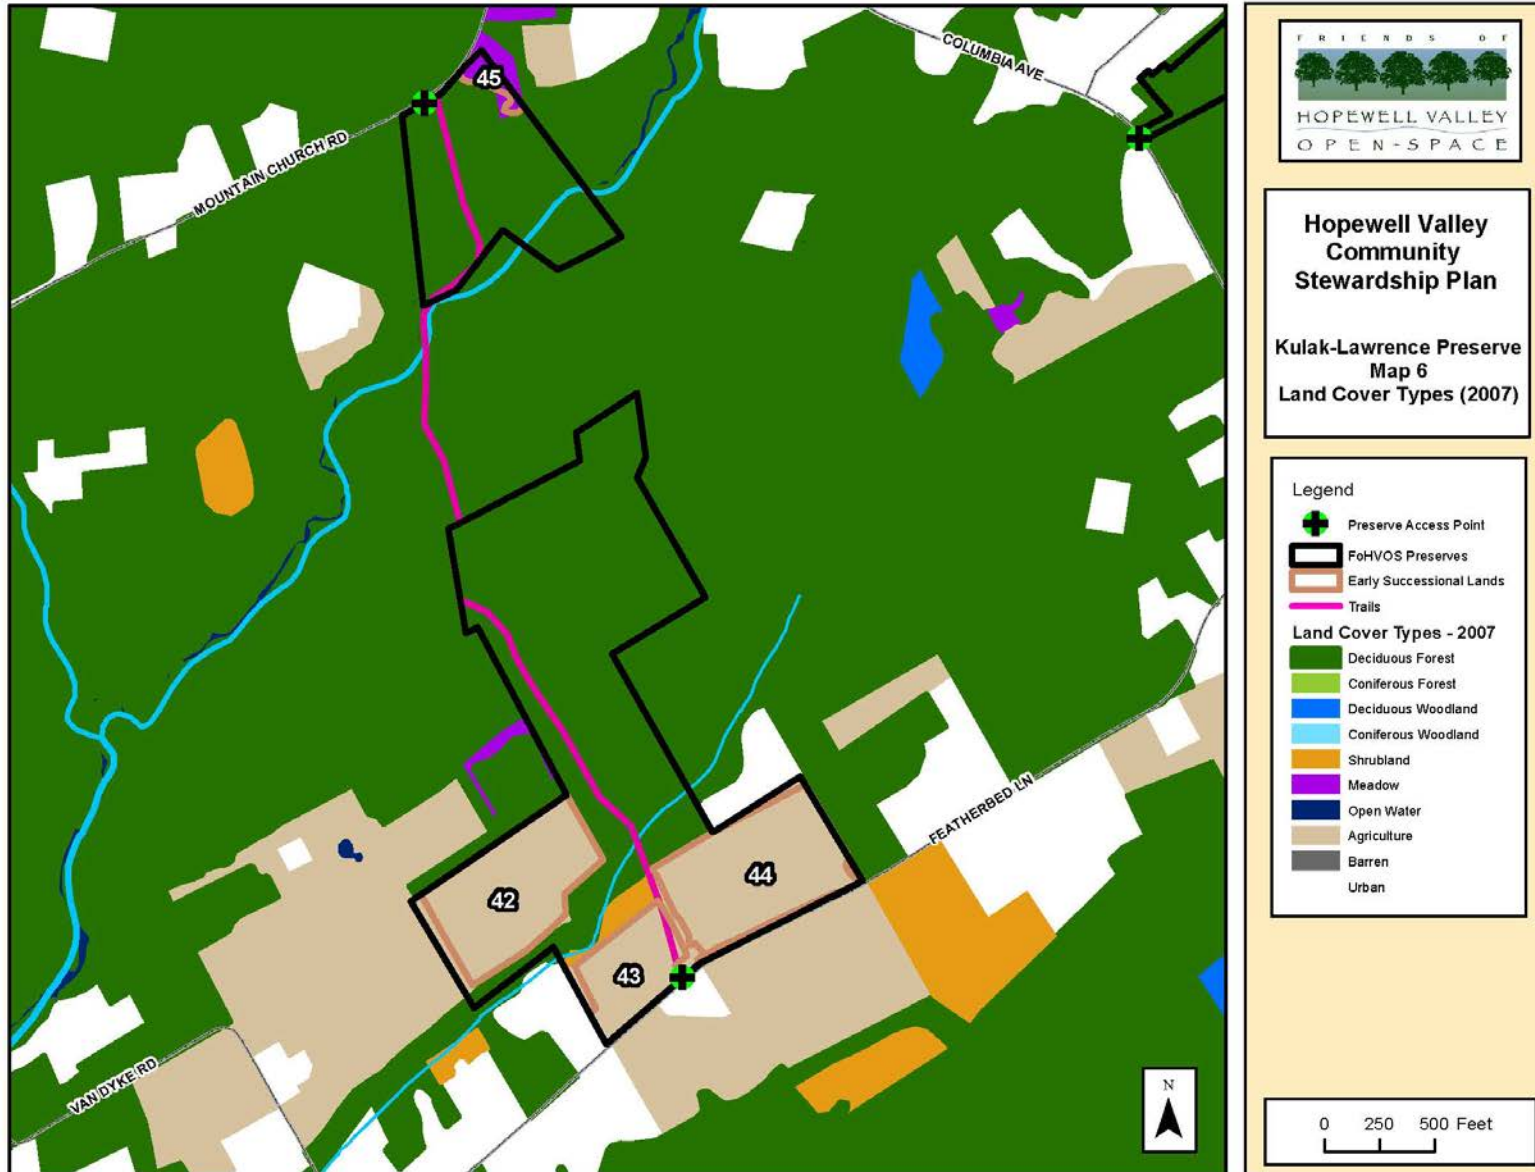 45
COLUMBIA AVE
MOUNTAIN CHURCH RD
FEATHERBED LN
42
44
43
VAN DYKE RD
N
FRIENDS OF
HOPEWELL VALLEY
OPEN-SPACE
Hopewell Valley
Community
Stewardship Plan
Kulak-Lawrence Preserve
Map 6
Land Cover Types (2007)
Legend
Preserve Access Point
FoHVOS Preserves
Early Successional Lands
Trails
Land Cover Types - 2007
Deciduous Forest
Coniferous Forest
Deciduous Woodland
Coniferous Woodland
Shrubland
Meadow
Open Water
Agriculture
Barren
Urban
0 250 500 Feet